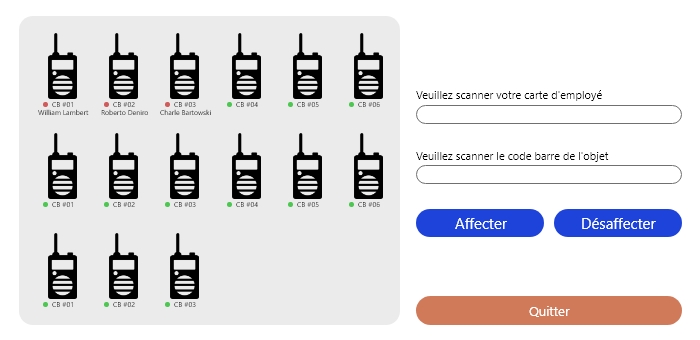 CB #01
William Lambert
CB #02
Roberto Deniro
CB #03
Charle Bartowski
CB #04
CB #05
CB #06
CB #01
CB #02
CB #03
CB #04
CB #05
CB #06
CB #01
CB #02
CB #03
Veuillez scanner votre carte d'employé
Veuillez scanner le code barre de l'objet
Affecter
Désaffecter
Quitter